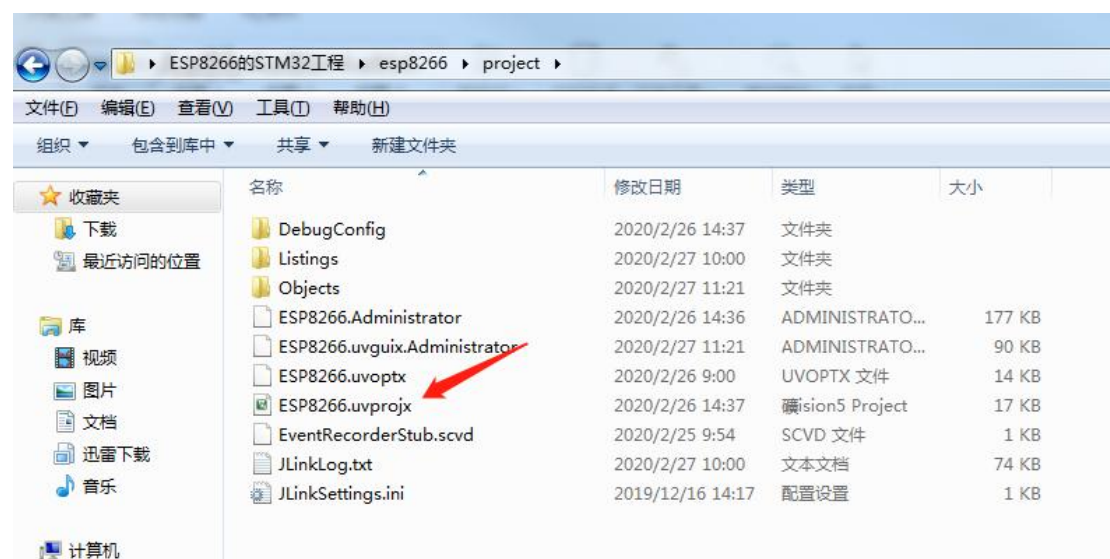 ESP8266的STM32工程 esp8266 project
文件(F) 编辑(E) 查看(V) 工具(T) 帮助(H)
组织 包含到库中 共享 新建文件夹
收藏夹
下载
最近访问的位置
库
视频
图片
文档
迅雷下载
音乐
计算机
名称 修改日期 类型 大小
DebugConfig 2020/2/26 14:37 文件夹
Listings 2020/2/27 10:00 文件夹
Objects 2020/2/27 11:21 文件夹
ESP8266.Administrator 2020/2/26 14:36 ADMINISTRATO... 177 KB
ESP8266.uvguix.Administrator 2020/2/27 11:21 ADMINISTRATO... 90 KB
ESP8266.uvoptx 2020/2/26 9:00 UVOPTX 文件 14 KB
ESP8266.uvprojx 2020/2/26 14:37 礦ision5 Project 17 KB
EventRecorderStub.scvd 2020/2/25 9:54 SCVD 文件 1 KB
JLinkLog.txt 2020/2/27 10:00 文本文档 74 KB
JLinkSettings.ini 2019/12/16 14:17 配置设置 1 KB